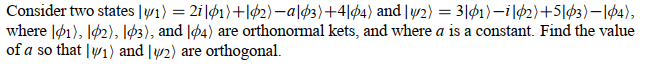 Consider two states |ψ1⟩ = 2i|ϕ1⟩+|ϕ2⟩−a|ϕ3⟩+4|ϕ4⟩ and |ψ2⟩ = 3|ϕ1⟩−i|ϕ2⟩+5|ϕ3⟩−|ϕ4⟩,
where |ϕ1⟩, |ϕ2⟩, |ϕ3⟩, and |ϕ4⟩ are orthonormal kets, and where a is a constant. Find the value
of a so that |ψ1⟩ and |ψ2⟩ are orthogonal.